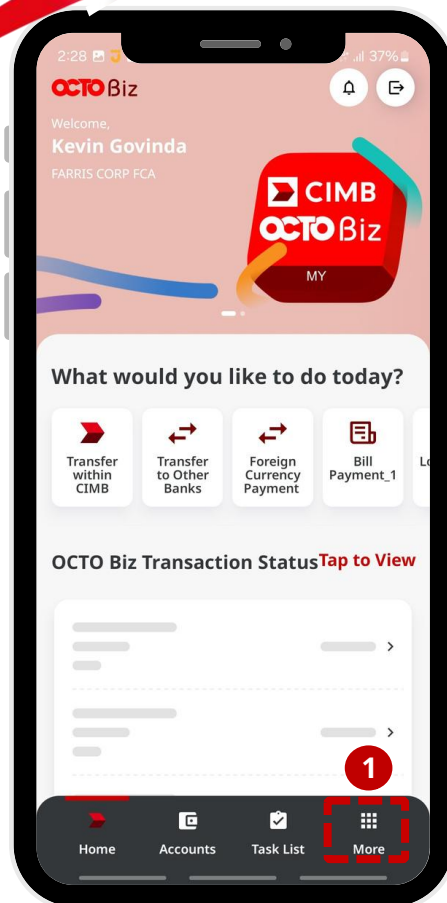 2:28 37%
OCTO Biz
Welcome,
Kevin Govinda
FARRIS CORP FCA
CIMB
OCTO Biz
MY
What would you like to do today?
Transfer within CIMB
Transfer to Other Banks
Foreign Currency Payment
Bill Payment_1
OCTO Biz Transaction Status Tap to View
1
Home Accounts Task List More